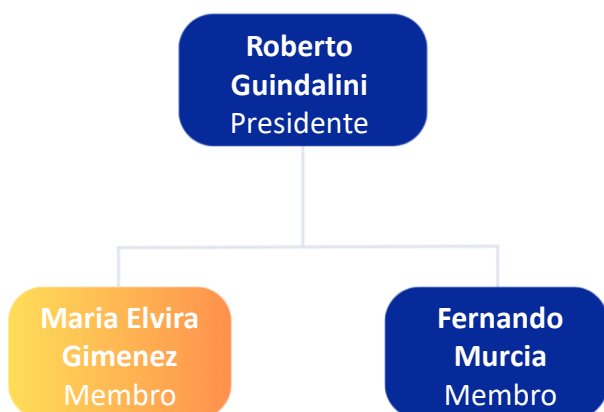 Roberto
Guindalini
Presidente
Maria Elvira
Gimenez
Membro
Fernando
Murcia
Membro